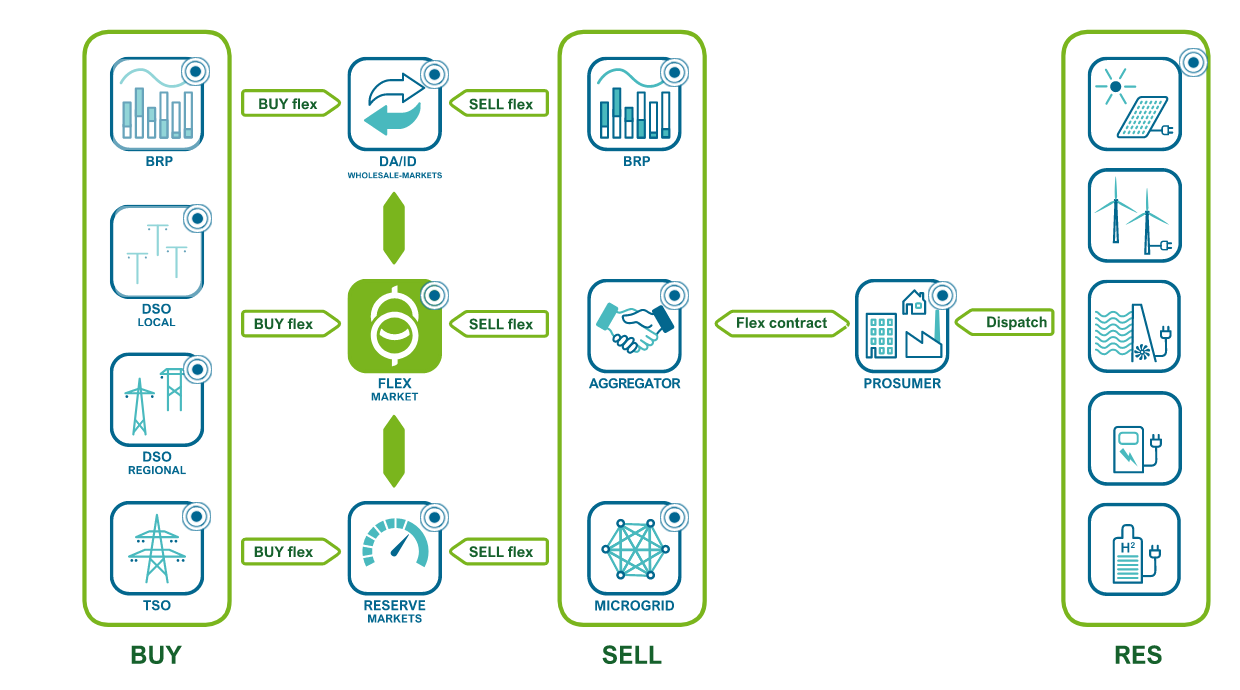 BUY flex
SELL flex
BRP
DA/ID
WHOLESALE-MARKETS
BRP
DSO
LOCAL
BUY flex
SELL flex
Flex contract
Dispatch
FLEX
MARKET
AGGREGATOR
PROSUMER
DSO
REGIONAL
BUY flex
SELL flex
H²
TSO
RESERVE
MARKETS
MICROGRID
BUY
SELL
RES